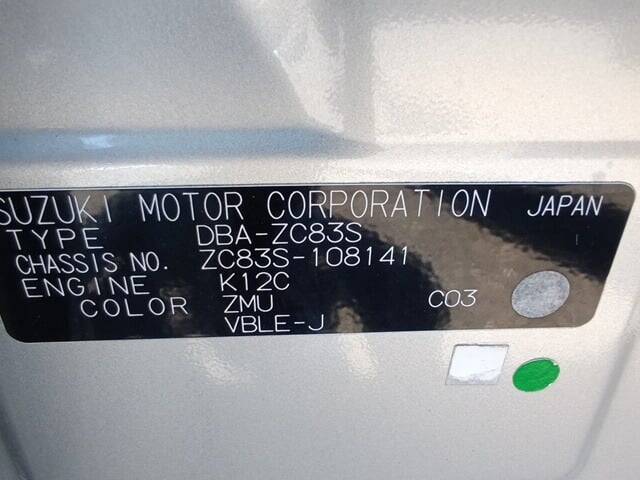 SUZUKI MOTOR CORPORATION JAPAN
TYPE DBA-ZC83S
CHASSIS NO. ZC83S-108141
ENGINE K12C
COLOR ZMU C03
VBLE-J